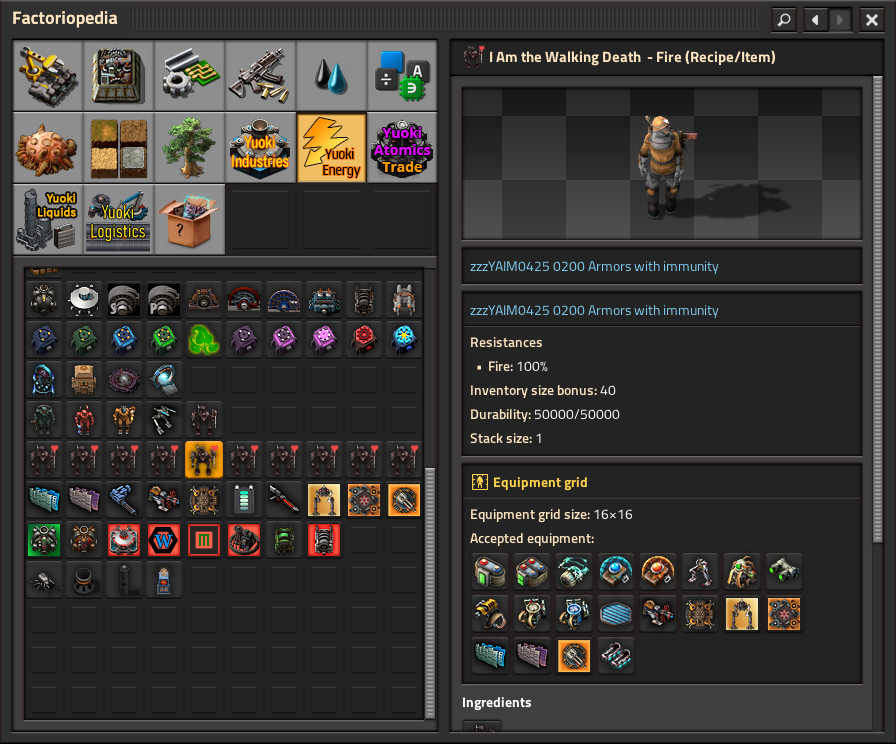 Factoriopedia
Yuoki
Industries
Yuoki
Energy
Yuoki
Atomics
Trade
Yuoki
Liquids
Yuoki
Logistics
I Am the Walking Death - Fire (Recipe/Item)
zzzYAIM0425 0200 Armors with immunity
zzzYAIM0425 0200 Armors with immunity
Resistances
• Fire: 100%
Inventory size bonus: 40
Durability: 50000/50000
Stack size: 1
Equipment grid
Equipment grid size: 16×16
Accepted equipment:
Ingredients